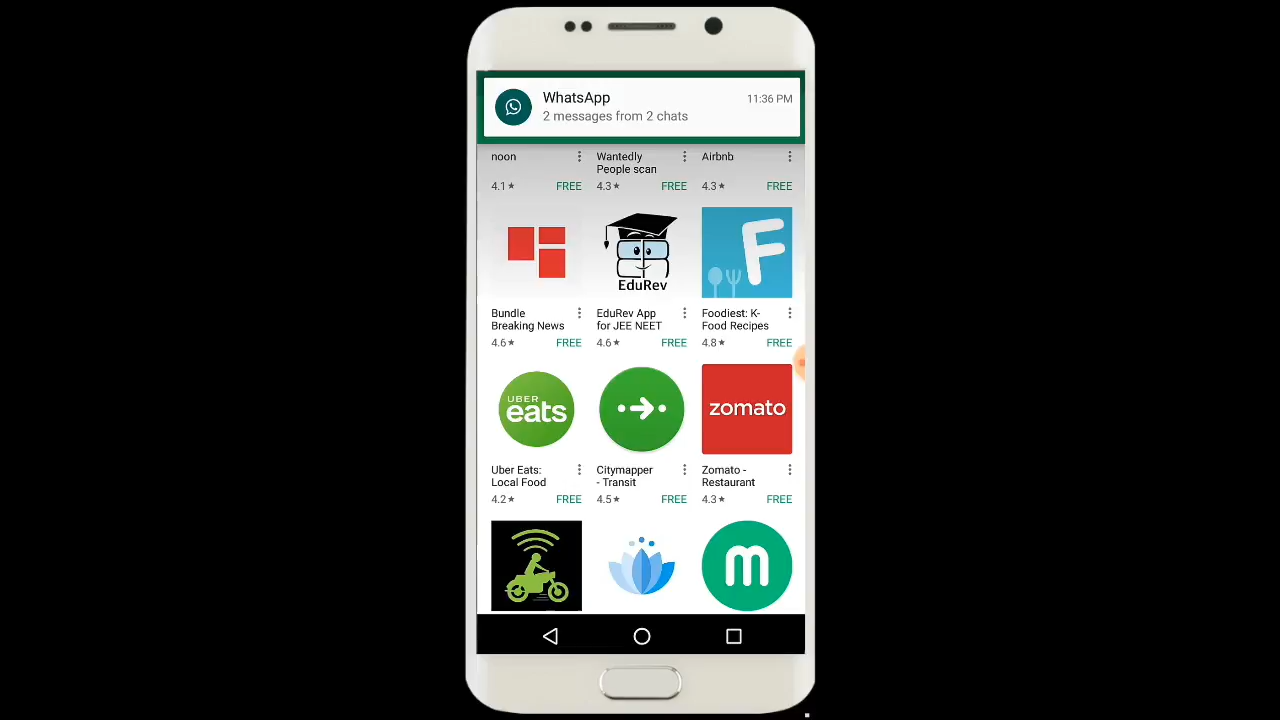 WhatsApp 11:36 PM
2 messages from 2 chats
noon Wantedly Airbnb
People scan
4.1★ FREE 4.3★ FREE 4.3★ FREE
F
EduRev
Bundle EduRev App Foodiest: K-
Breaking News for JEE NEET Food Recipes
4.6★ FREE 4.6★ FREE 4.8★ FREE
UBER
eats zomato
Uber Eats: Citymapper Zomato -
Local Food - Transit Restaurant
4.2★ FREE 4.5★ FREE 4.3★ FREE
m